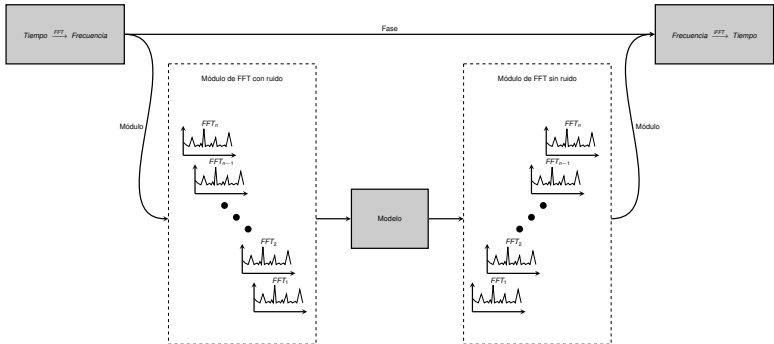 Tiempo FFT→ Frecuencia
Fase
Frecuencia iFFT→ Tiempo
Módulo de FFT con ruido
Módulo de FFT sin ruido
Módulo
Módulo
FFTₙ
FFTₙ₋₁
FFT₂
FFT₁
Modelo
FFTₙ
FFTₙ₋₁
FFT₂
FFT₁